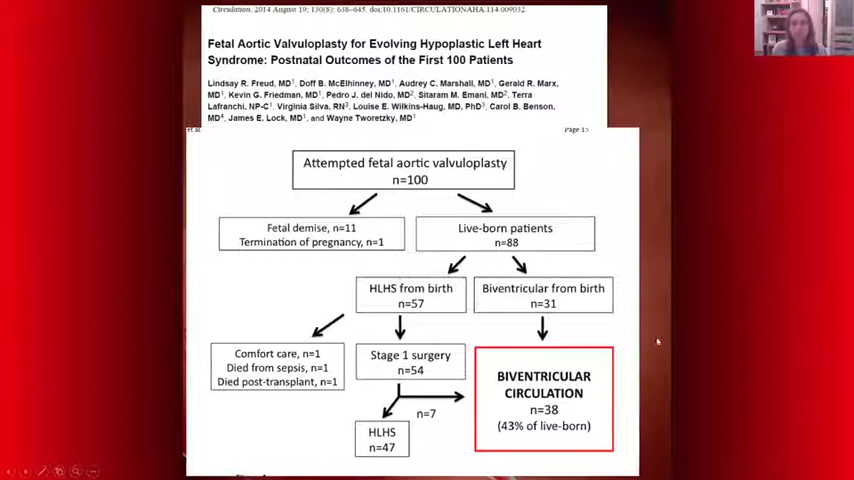 Circulation. 2014 August 19; 130(8): 638–645. doi:10.1161/CIRCULATIONAHA.114.009032.
Fetal Aortic Valvuloplasty for Evolving Hypoplastic Left Heart
Syndrome: Postnatal Outcomes of the First 100 Patients
Lindsay R. Freud, MD1, Doff B. McElhinney, MD1, Audrey C. Marshall, MD1, Gerald R. Marx,
MD1, Kevin G. Friedman, MD1, Pedro J. del Nido, MD2, Sitaram M. Emani, MD2, Terra
Lafranchi, NP-C1, Virginia Silva, RN3, Louise E. Wilkins-Haug, MD, PhD3, Carol B. Benson,
MD4, James E. Lock, MD1, and Wayne Tworetzky, MD1
et al.
Page 15
Attempted fetal aortic valvuloplasty
n=100
Fetal demise, n=11
Termination of pregnancy, n=1
Live-born patients
n=88
HLHS from birth
n=57
Biventricular from birth
n=31
Comfort care, n=1
Died from sepsis, n=1
Died post-transplant, n=1
Stage 1 surgery
n=54
BIVENTRICULAR
CIRCULATION
n=38
(43% of live-born)
n=7
HLHS
n=47